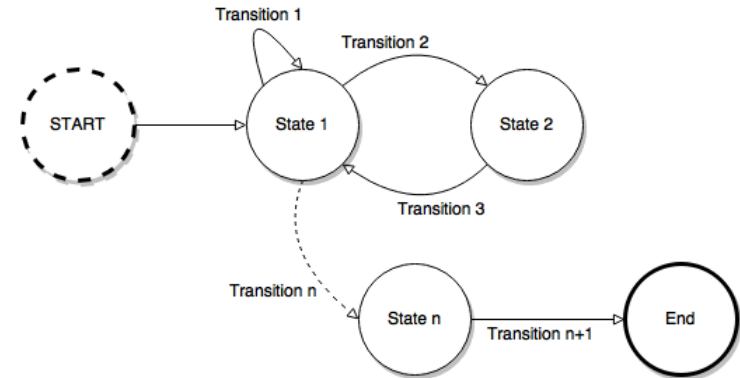 Transition 1
Transition 2
START
State 1
State 2
Transition 3
Transition n
State n
Transition n+1
End